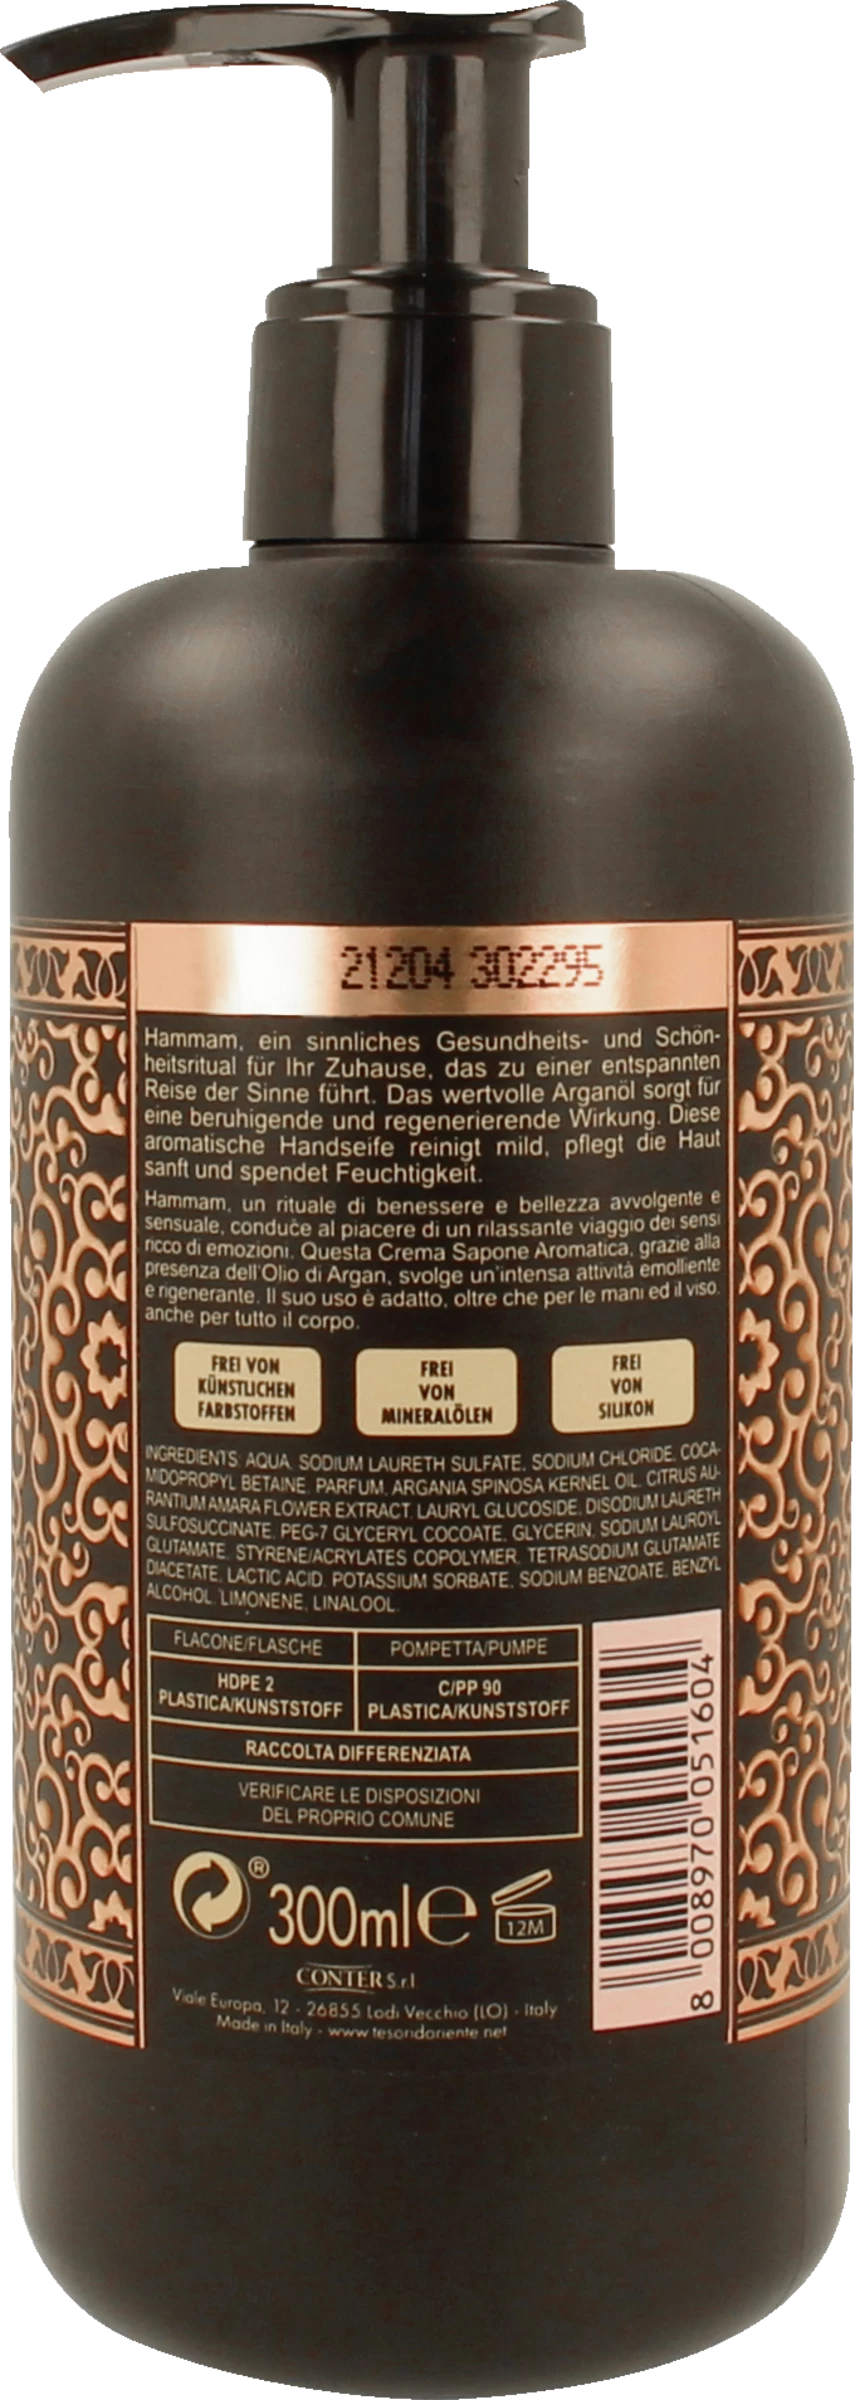 21204 302295
Hammam, ein sinnliches Gesundheits- und Schön-
heitsritual für Ihr Zuhause, das zu einer entspannten
Reise der Sinne führt. Das wertvolle Arganöl sorgt für
eine beruhigende und regenerierende Wirkung. Diese
aromatische Handseife reinigt mild, pflegt die Haut
sanft und spendet Feuchtigkeit.
Hammam, un rituale di benessere e bellezza avvolgente e
sensuale, conduce al piacere di un rilassante viaggio dei sensi
ricco di emozioni. Questa Crema Sapone Aromatica, grazie alla
presenza dell'Olio di Argan, svolge un'intensa attività emolliente
e rigenerante. Il suo uso è adatto, oltre che per le mani ed il viso,
anche per tutto il corpo.
FREI VON
KÜNSTLICHEN
FARBSTOFFEN
FREI
VON
MINERALÖLEN
FREI
VON
SILIKON
INGREDIENTS: AQUA, SODIUM LAURETH SULFATE, SODIUM CHLORIDE, COCA-
MIDOPROPYL BETAINE, PARFUM, ARGANIA SPINOSA KERNEL OIL, CITRUS AU-
RANTIUM AMARA FLOWER EXTRACT, LAURYL GLUCOSIDE, DISODIUM LAURETH
SULFOSUCCINATE, PEG-7 GLYCERYL COCOATE, GLYCERIN, SODIUM LAUROYL
GLUTAMATE, STYRENE/ACRYLATES COPOLYMER, TETRASODIUM GLUTAMATE
DIACETATE, LACTIC ACID, POTASSIUM SORBATE, SODIUM BENZOATE, BENZYL
ALCOHOL, LIMONENE, LINALOOL.
FLACONE/FLASCHE
POMPETTA/PUMPE
HDPE 2
PLASTICA/KUNSTSTOFF
C/PP 90
PLASTICA/KUNSTSTOFF
RACCOLTA DIFFERENZIATA
VERIFICARE LE DISPOSIZIONI
DEL PROPRIO COMUNE
® 300ml e 12M
CONTER S.r.l
Viale Europa, 12 - 26855 Lodi Vecchio (LO) - Italy
Made in Italy - www.tesoridoriente.net
8 008970 051604